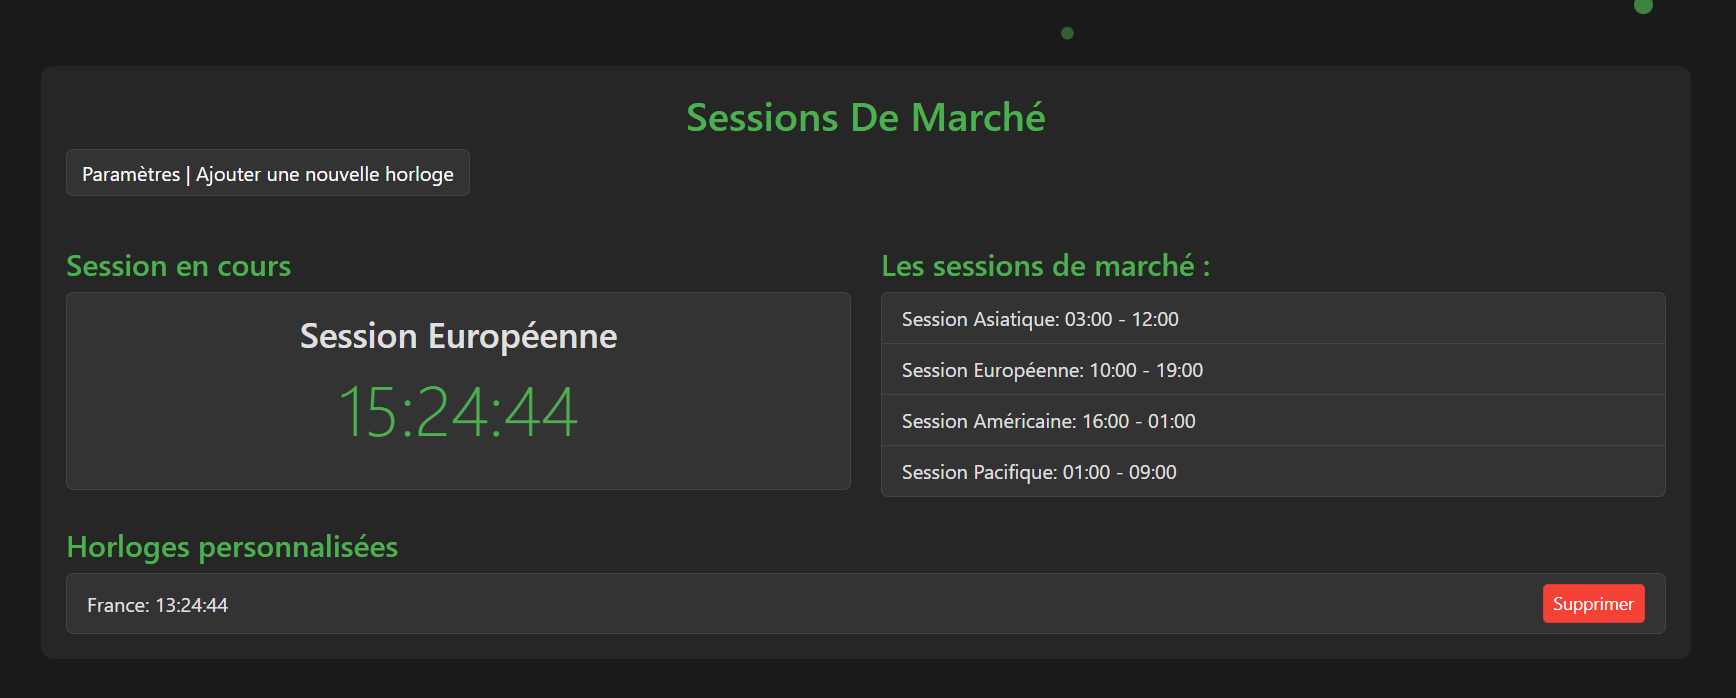 Sessions De Marché
Paramètres | Ajouter une nouvelle horloge
Session en cours
Session Européenne
15:24:44
Les sessions de marché :
Session Asiatique: 03:00 - 12:00
Session Européenne: 10:00 - 19:00
Session Américaine: 16:00 - 01:00
Session Pacifique: 01:00 - 09:00
Horloges personnalisées
France: 13:24:44
Supprimer